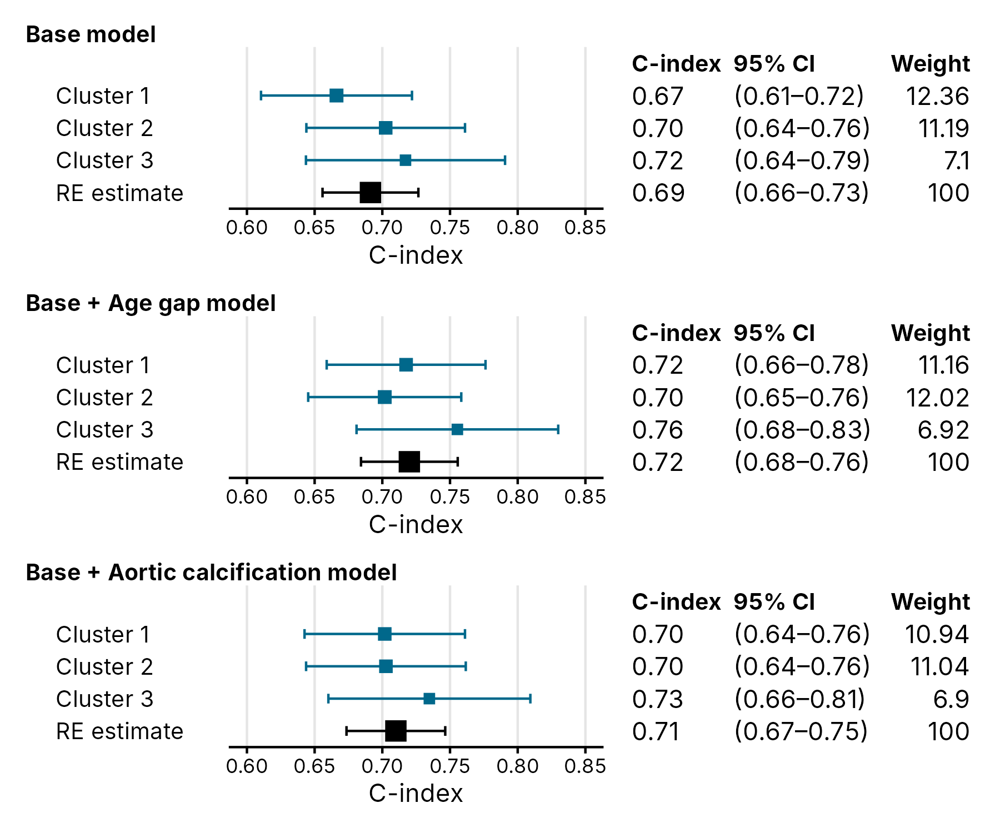 Base model
C-index 95% CI Weight
Cluster 1 0.67 (0.61–0.72) 12.36
Cluster 2 0.70 (0.64–0.76) 11.19
Cluster 3 0.72 (0.64–0.79) 7.1
RE estimate 0.69 (0.66–0.73) 100
0.60 0.65 0.70 0.75 0.80 0.85
C-index
Base + Age gap model
C-index 95% CI Weight
Cluster 1 0.72 (0.66–0.78) 11.16
Cluster 2 0.70 (0.65–0.76) 12.02
Cluster 3 0.76 (0.68–0.83) 6.92
RE estimate 0.72 (0.68–0.76) 100
0.60 0.65 0.70 0.75 0.80 0.85
C-index
Base + Aortic calcification model
C-index 95% CI Weight
Cluster 1 0.70 (0.64–0.76) 10.94
Cluster 2 0.70 (0.64–0.76) 11.04
Cluster 3 0.73 (0.66–0.81) 6.9
RE estimate 0.71 (0.67–0.75) 100
0.60 0.65 0.70 0.75 0.80 0.85
C-index